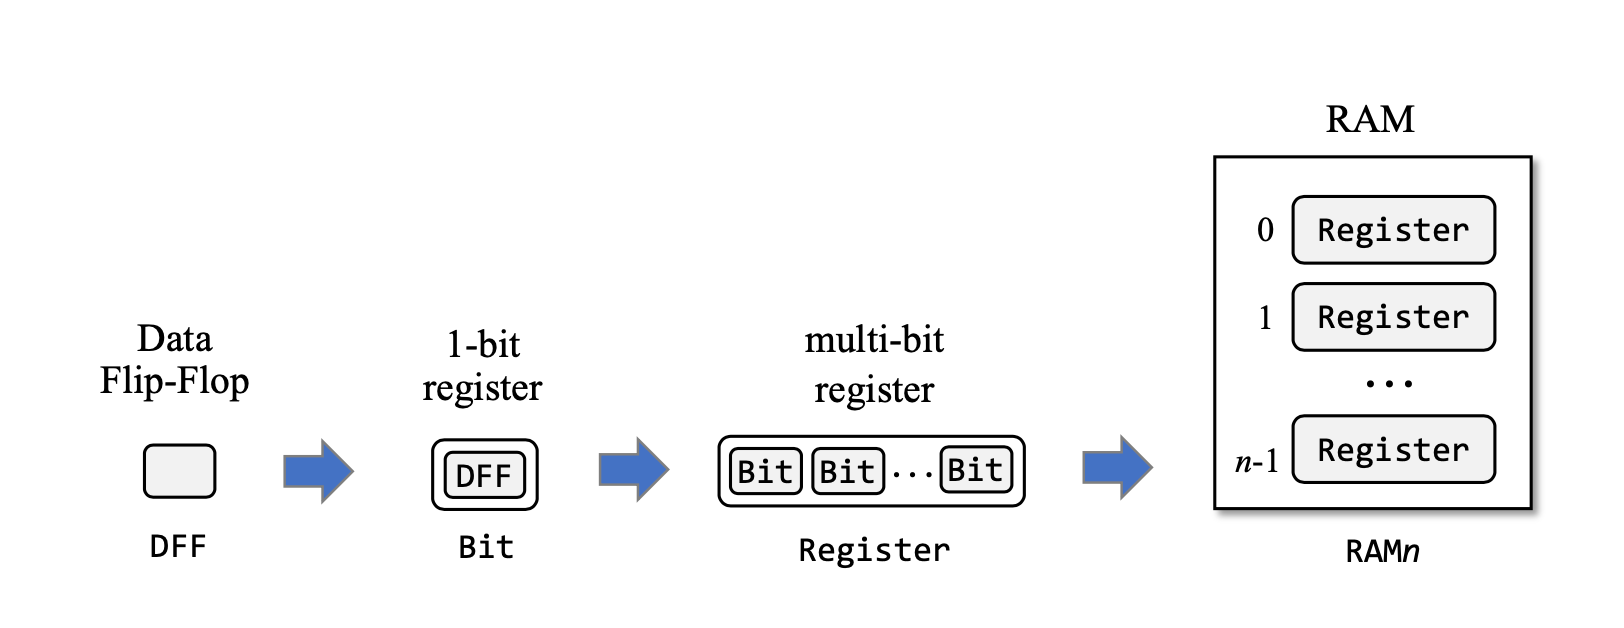 Data
Flip-Flop
DFF
1-bit
register
DFF
Bit
multi-bit
register
Bit Bit ... Bit
Register
RAM
0 Register
1 Register
...
n-1 Register
RAMn